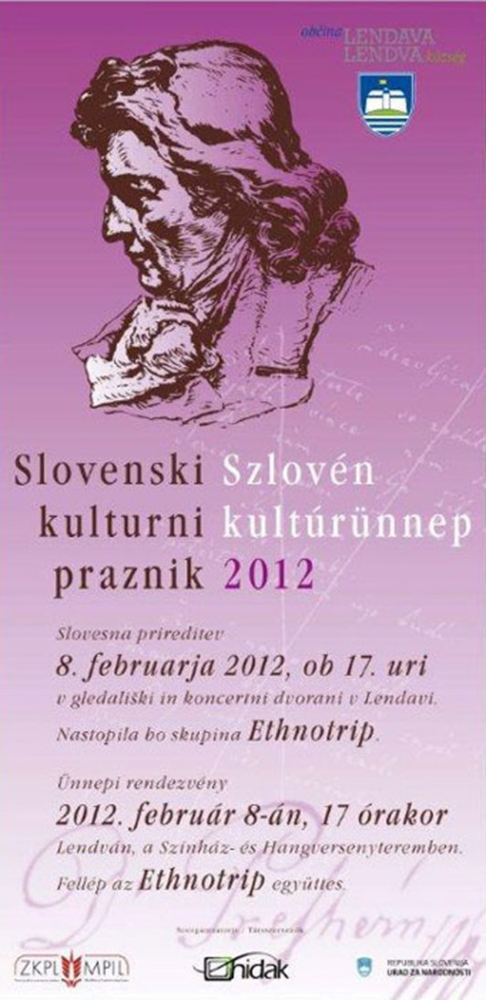 občina LENDAVA
LENDVA község
Slovenski Szlovén
kulturni kultúrünnep
praznik 2012
Slovesna prireditev
8. februarja 2012, ob 17. uri
v gledališki in koncertni dvorani v Lendavi.
Nastopila bo skupina Ethnotrip.
Ünnepi rendezvény
2012. február 8-án, 17 órakor
Lendván, a Színház- és Hangversenyteremben.
Fellép az Ethnotrip együttes.
Soorganizatorji / Társszervezők
ZKPL MPIL hidak REPUBLIKA SLOVENIJA
URAD ZA NARODNOSTI